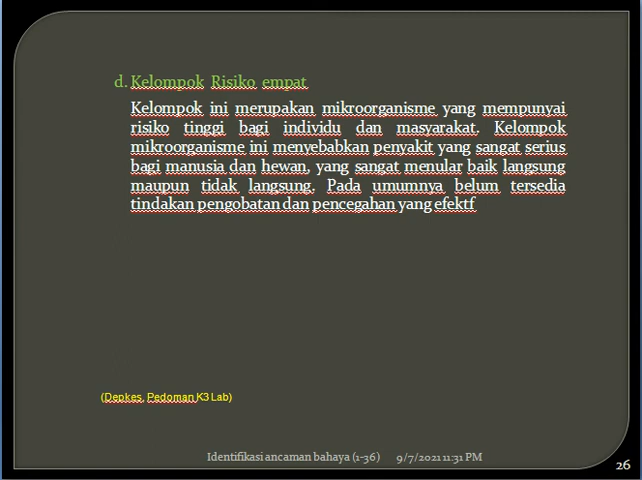 d. Kelompok Risiko empat
Kelompok ini merupakan mikroorganisme yang mempunyai
risiko tinggi bagi individu dan masyarakat. Kelompok
mikroorganisme ini menyebabkan penyakit yang sangat serius
bagi manusia dan hewan, yang sangat menular baik langsung
maupun tidak langsung. Pada umumnya belum tersedia
tindakan pengobatan dan pencegahan yang efektf
(Depkes, Pedoman K3 Lab)
Identifikasi ancaman bahaya (1-36) 9/7/2021 11:31 PM
26